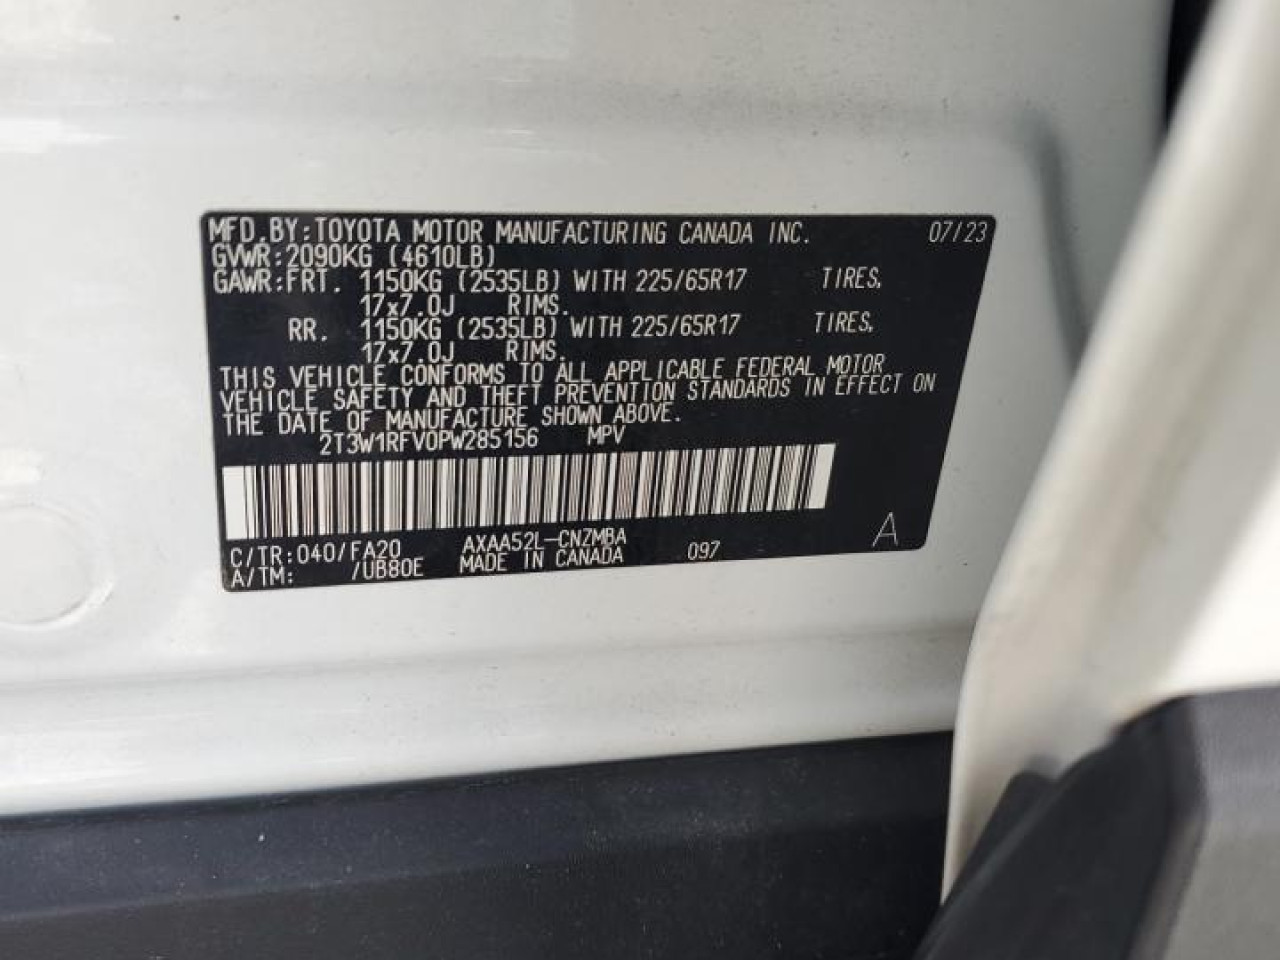 MFD.BY:TOYOTA MOTOR MANUFACTURING CANADA INC. 07/23
GVWR:2090KG (4610LB)
GAWR:FRT. 1150KG (2535LB) WITH 225/65R17 TIRES,
17x7.0J RIMS.
RR. 1150KG (2535LB) WITH 225/65R17 TIRES,
17x7.0J RIMS.
THIS VEHICLE CONFORMS TO ALL APPLICABLE FEDERAL MOTOR
VEHICLE SAFETY AND THEFT PREVENTION STANDARDS IN EFFECT ON
THE DATE OF MANUFACTURE SHOWN ABOVE.
2T3W1RFV0PW285156 MPV
C/TR:040/FA20 AXAA52L-CNZMBA 097 A
A/TM: /UB80E MADE IN CANADA